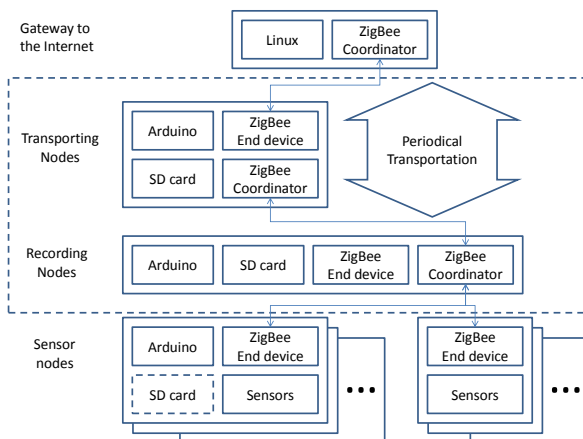 Gateway to
the Internet
Linux
ZigBee
Coordinator
Transporting
Nodes
Arduino
ZigBee
End device
SD card
ZigBee
Coordinator
Periodical
Transportation
Recording
Nodes
Arduino
SD card
ZigBee
End device
ZigBee
Coordinator
Sensor
nodes
Arduino
ZigBee
End device
SD card
Sensors
...
ZigBee
End device
Sensors
...